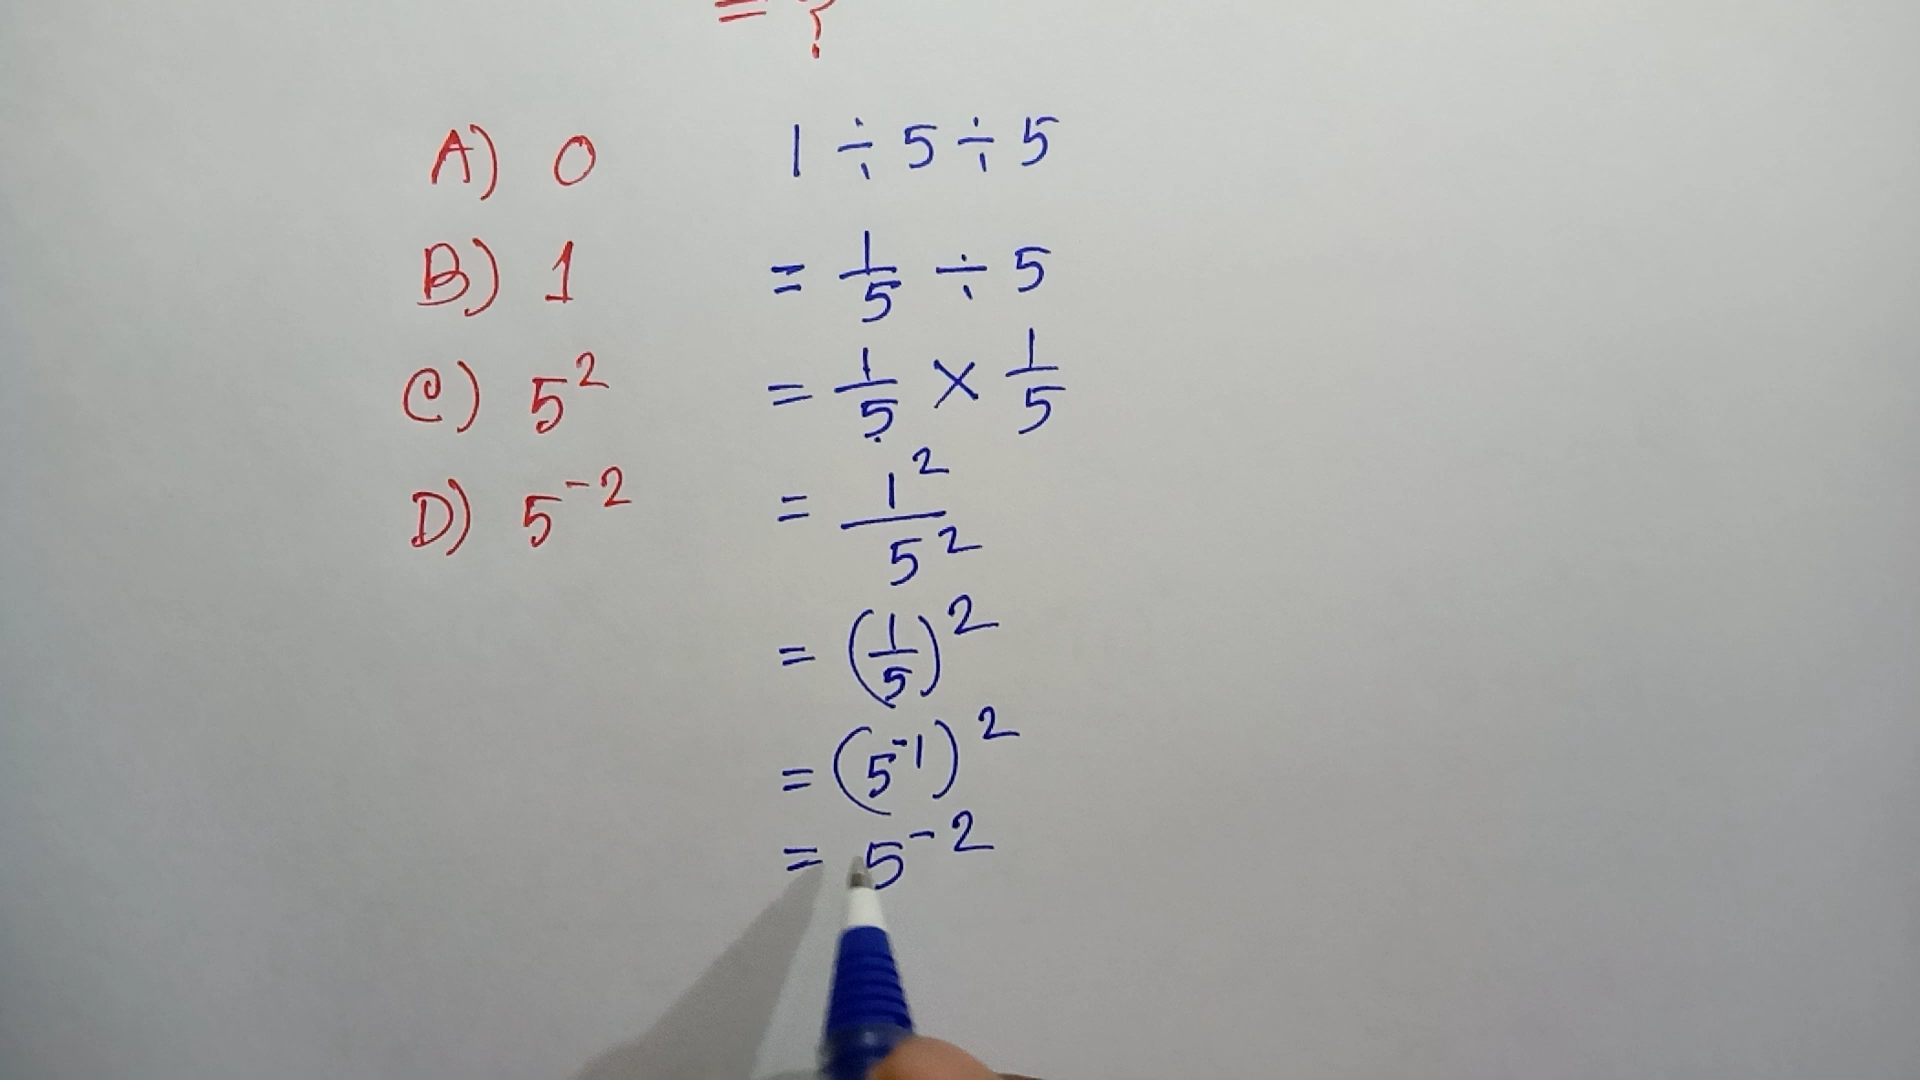 = ?
A) 0
B) 1
C) 5²
D) 5⁻²
1 ÷ 5 ÷ 5
= 1/5 ÷ 5
= 1/5 × 1/5
= 1²/5²
= (1/5)²
= (5⁻¹)²
= 5⁻²